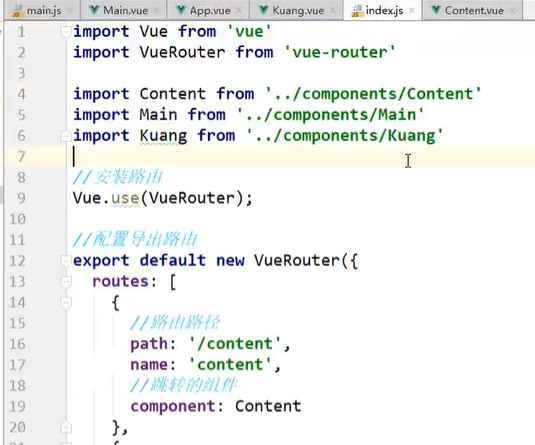 main.js Main.vue App.vue Kuang.vue index.js Content.vue
1 import Vue from 'vue'
2 import VueRouter from 'vue-router'
3
4 import Content from '../components/Content'
5 import Main from '../components/Main'
6 import Kuang from '../components/Kuang'
7
8 //安装路由
9 Vue.use(VueRouter);
10
11 //配置导出路由
12 export default new VueRouter({
13 routes: [
14 {
15 //路由路径
16 path: '/content',
17 name: 'content',
18 //跳转的组件
19 component: Content
20 },
21 {